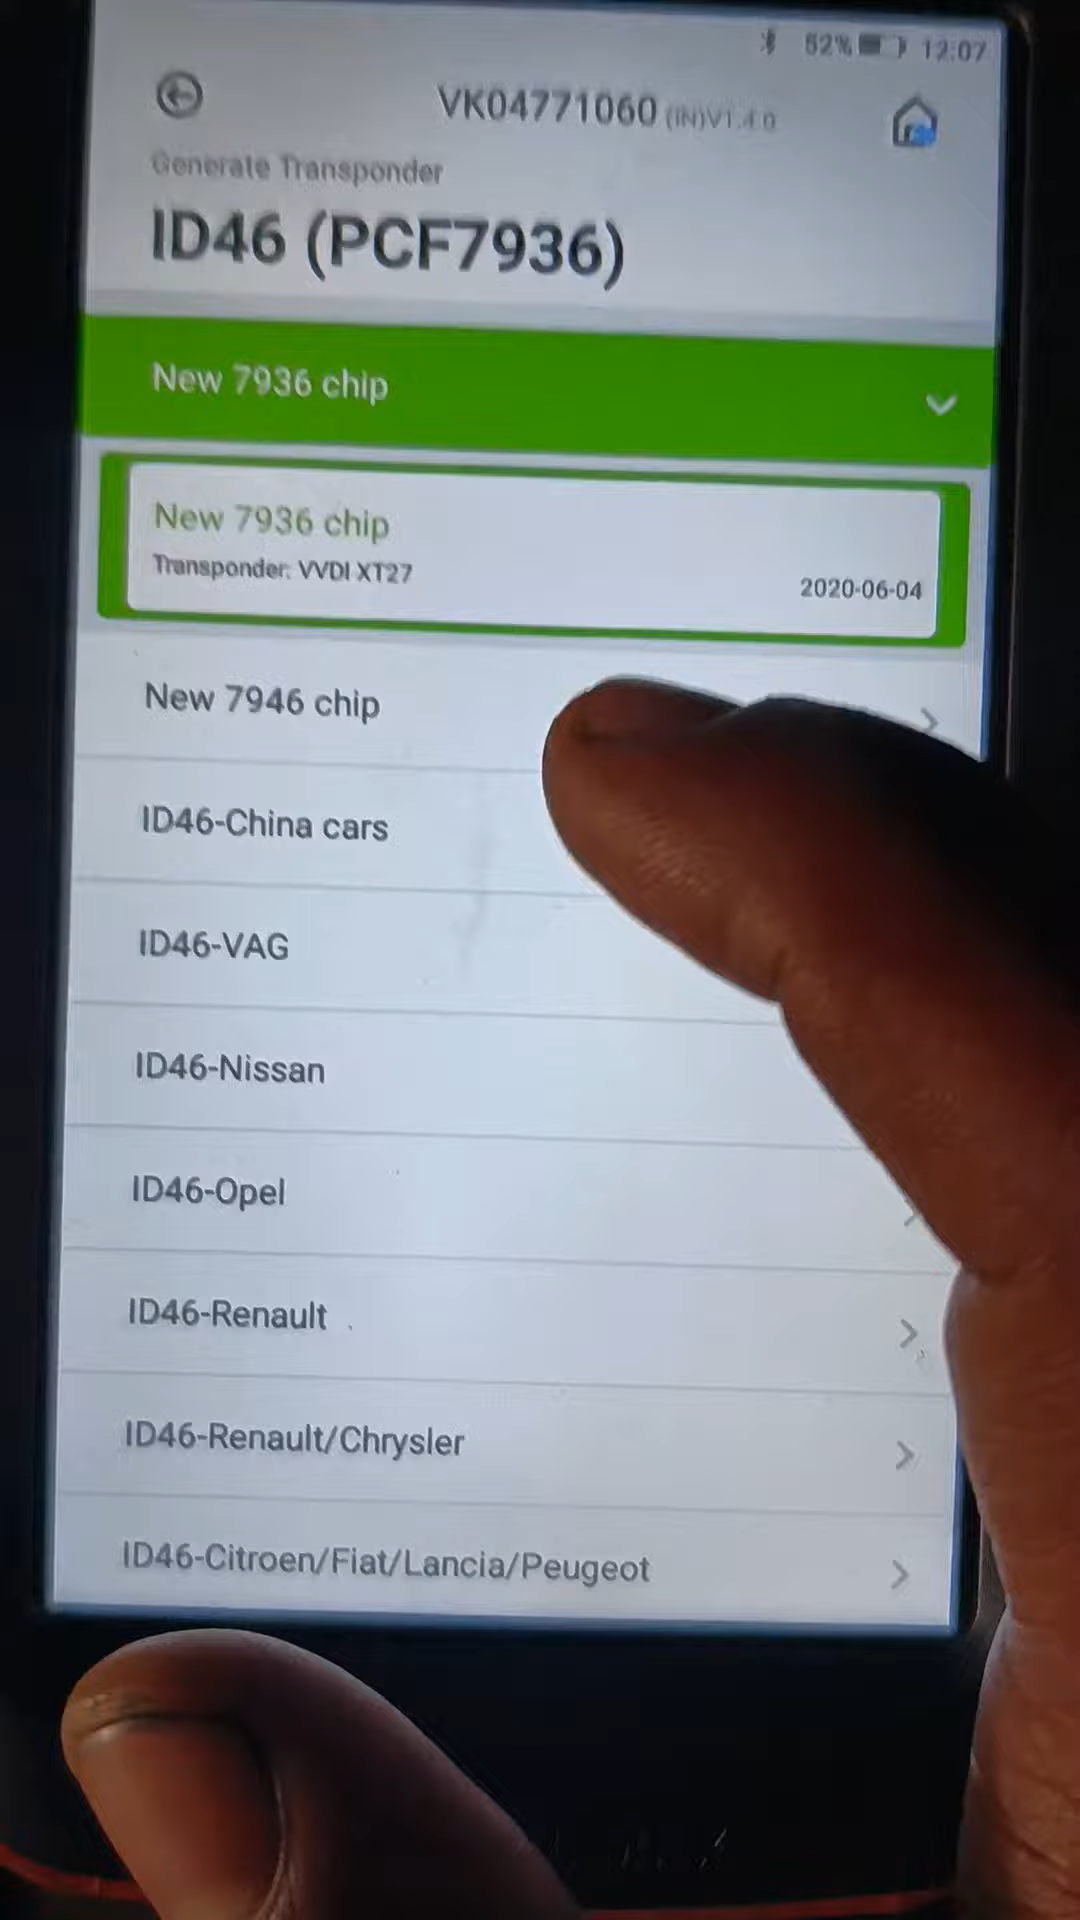 52% 12:07
VK04771060 (IN)V1.4.0
Generate Transponder
ID46 (PCF7936)
New 7936 chip
New 7936 chip
Transponder: VVDI XT27
2020-06-04
New 7946 chip
ID46-China cars
ID46-VAG
ID46-Nissan
ID46-Opel
ID46-Renault
ID46-Renault/Chrysler
ID46-Citroen/Fiat/Lancia/Peugeot